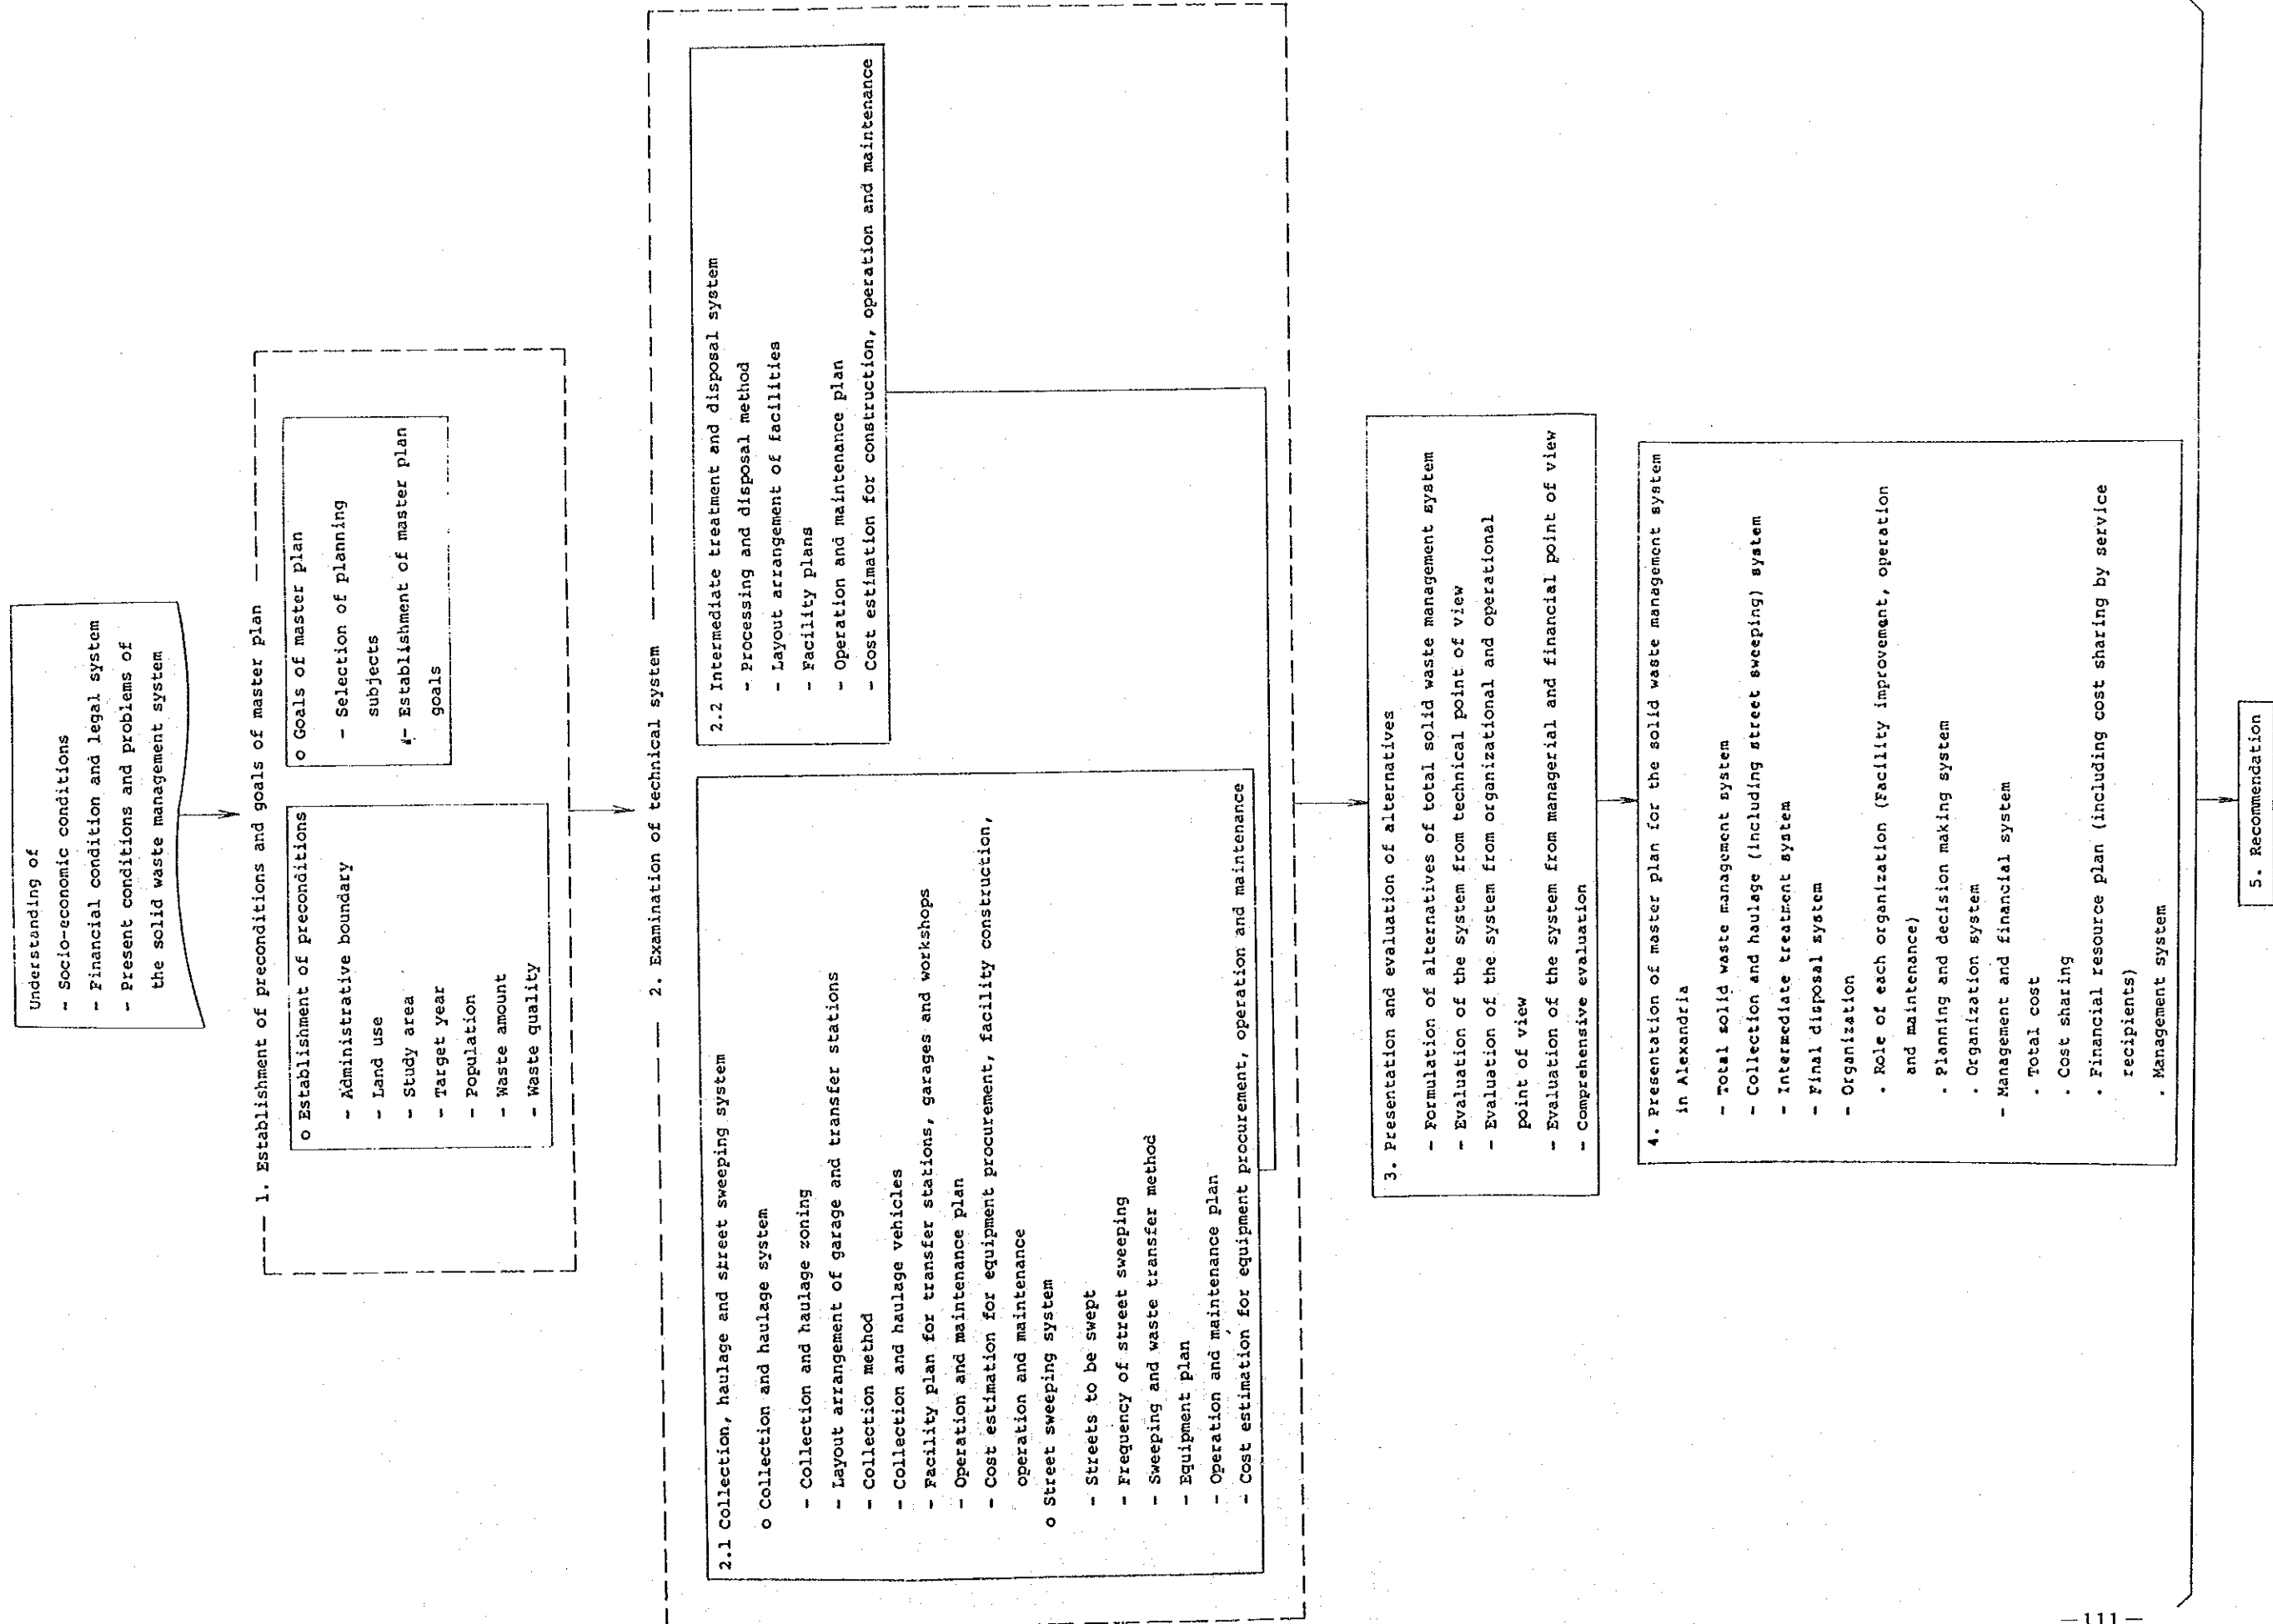 Understanding of
- Socio-economic conditions
- Financial condition and legal system
- Present conditions and problems of
the solid waste management system
1. Establishment of preconditions and goals of master plan
o Establishment of preconditions
- Administrative boundary
- Land use
- Study area
- Target year
- Population
- Waste amount
- Waste quality
o Goals of master plan
- Selection of planning
subjects
- Establishment of master plan
goals
2. Examination of technical system
2.1 Collection, haulage and street sweeping system
o Collection and haulage system
- Collection and haulage zoning
- Layout arrangement of garage and transfer stations
- Collection method
- Collection and haulage vehicles
- Facility plan for transfer stations, garages and workshops
- Operation and maintenance plan
- Cost estimation for equipment procurement, facility construction,
operation and maintenance
o Street sweeping system
- Streets to be swept
- Frequency of street sweeping
- Sweeping and waste transfer method
- Equipment plan
- Operation and maintenance plan
- Cost estimation for equipment procurement, operation and maintenance
2.2 Intermediate treatment and disposal system
- Processing and disposal method
- Layout arrangement of facilities
- Facility plans
- Operation and maintenance plan
- Cost estimation for construction, operation and maintenance
3. Presentation and evaluation of alternatives
- Formulation of alternatives of total solid waste management system
- Evaluation of the system from technical point of view
- Evaluation of the system from organizational and operational
point of view
- Evaluation of the system from managerial and financial point of view
- Comprehensive evaluation
4. Presentation of master plan for the solid waste management system
in Alexandria
- Total solid waste management system
- Collection and haulage (including street sweeping) system
- Intermediate treatment system
- Final disposal system
- Organization
. Role of each organization (Facility improvement, operation
and maintenance)
. Planning and decision making system
. Organization system
- Management and financial system
. Total cost
. Cost sharing
. Financial resource plan (including cost sharing by service
recipients)
. Management system
5. Recommendation
—111—